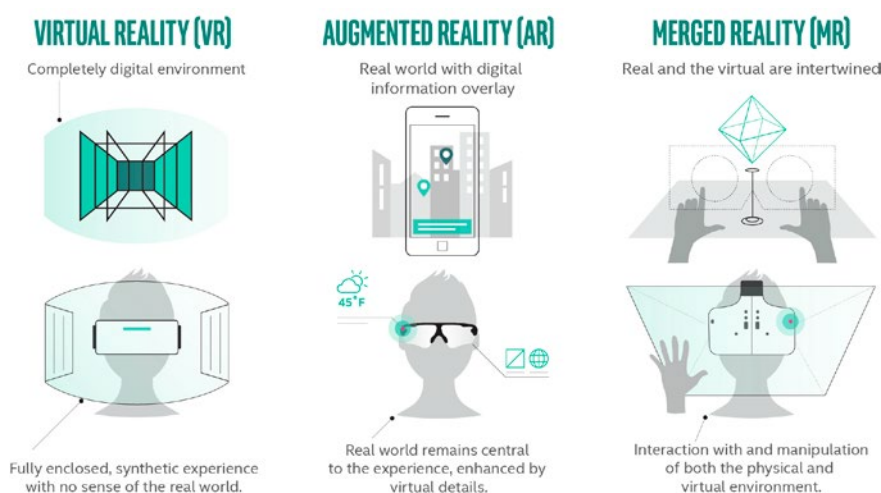 VIRTUAL REALITY (VR)
Completely digital environment
Fully enclosed, synthetic experience
with no sense of the real world.
AUGMENTED REALITY (AR)
Real world with digital
information overlay
45°F
Real world remains central
to the experience, enhanced by
virtual details.
MERGED REALITY (MR)
Real and the virtual are intertwined
Interaction with and manipulation
of both the physical and
virtual environment.